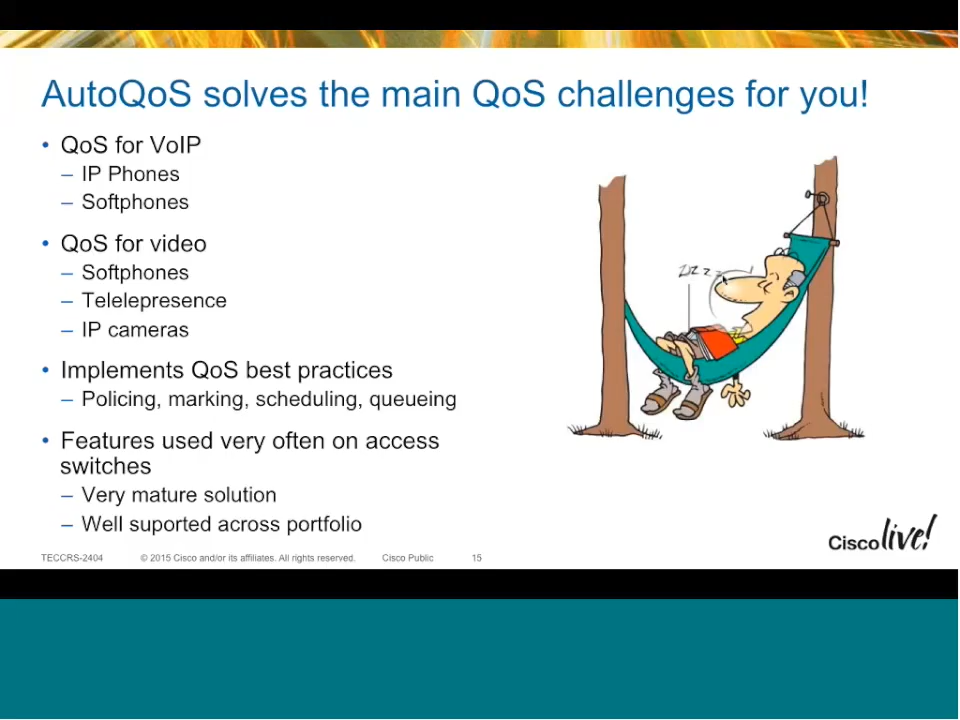 AutoQoS solves the main QoS challenges for you!
• QoS for VoIP
– IP Phones
– Softphones
• QoS for video
– Softphones
– Telelepresence
– IP cameras
• Implements QoS best practices
– Policing, marking, scheduling, queueing
• Features used very often on access
switches
– Very mature solution
– Well suported across portfolio
ZZ z z
TECCRS-2404 © 2015 Cisco and/or its affiliates. All rights reserved. Cisco Public 15
Cisco live!